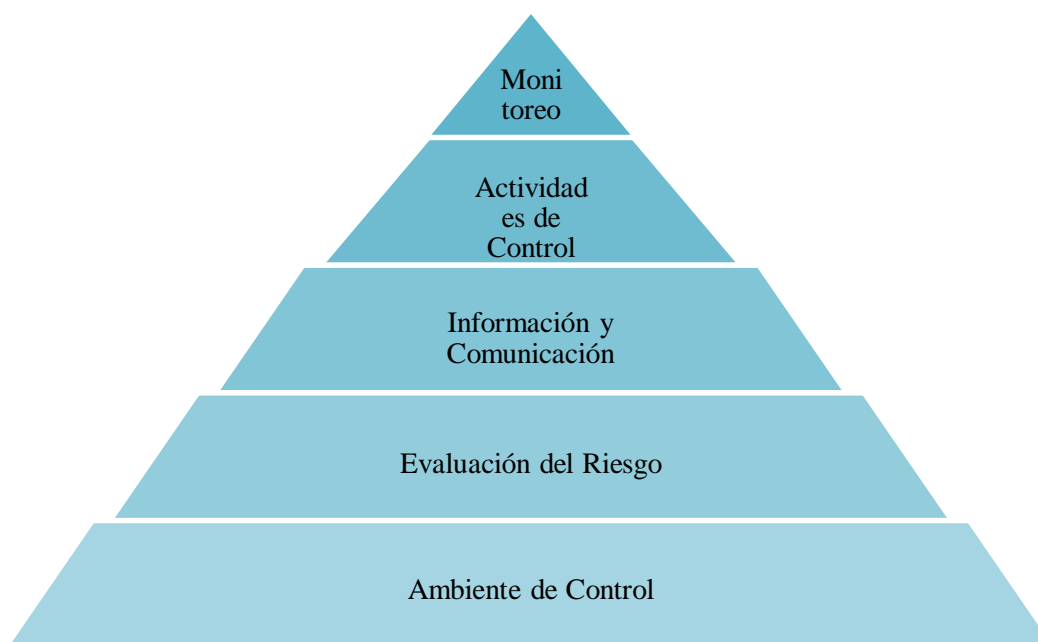 Moni
toreo
Actividad
es de
Control
Información y
Comunicación
Evaluación del Riesgo
Ambiente de Control